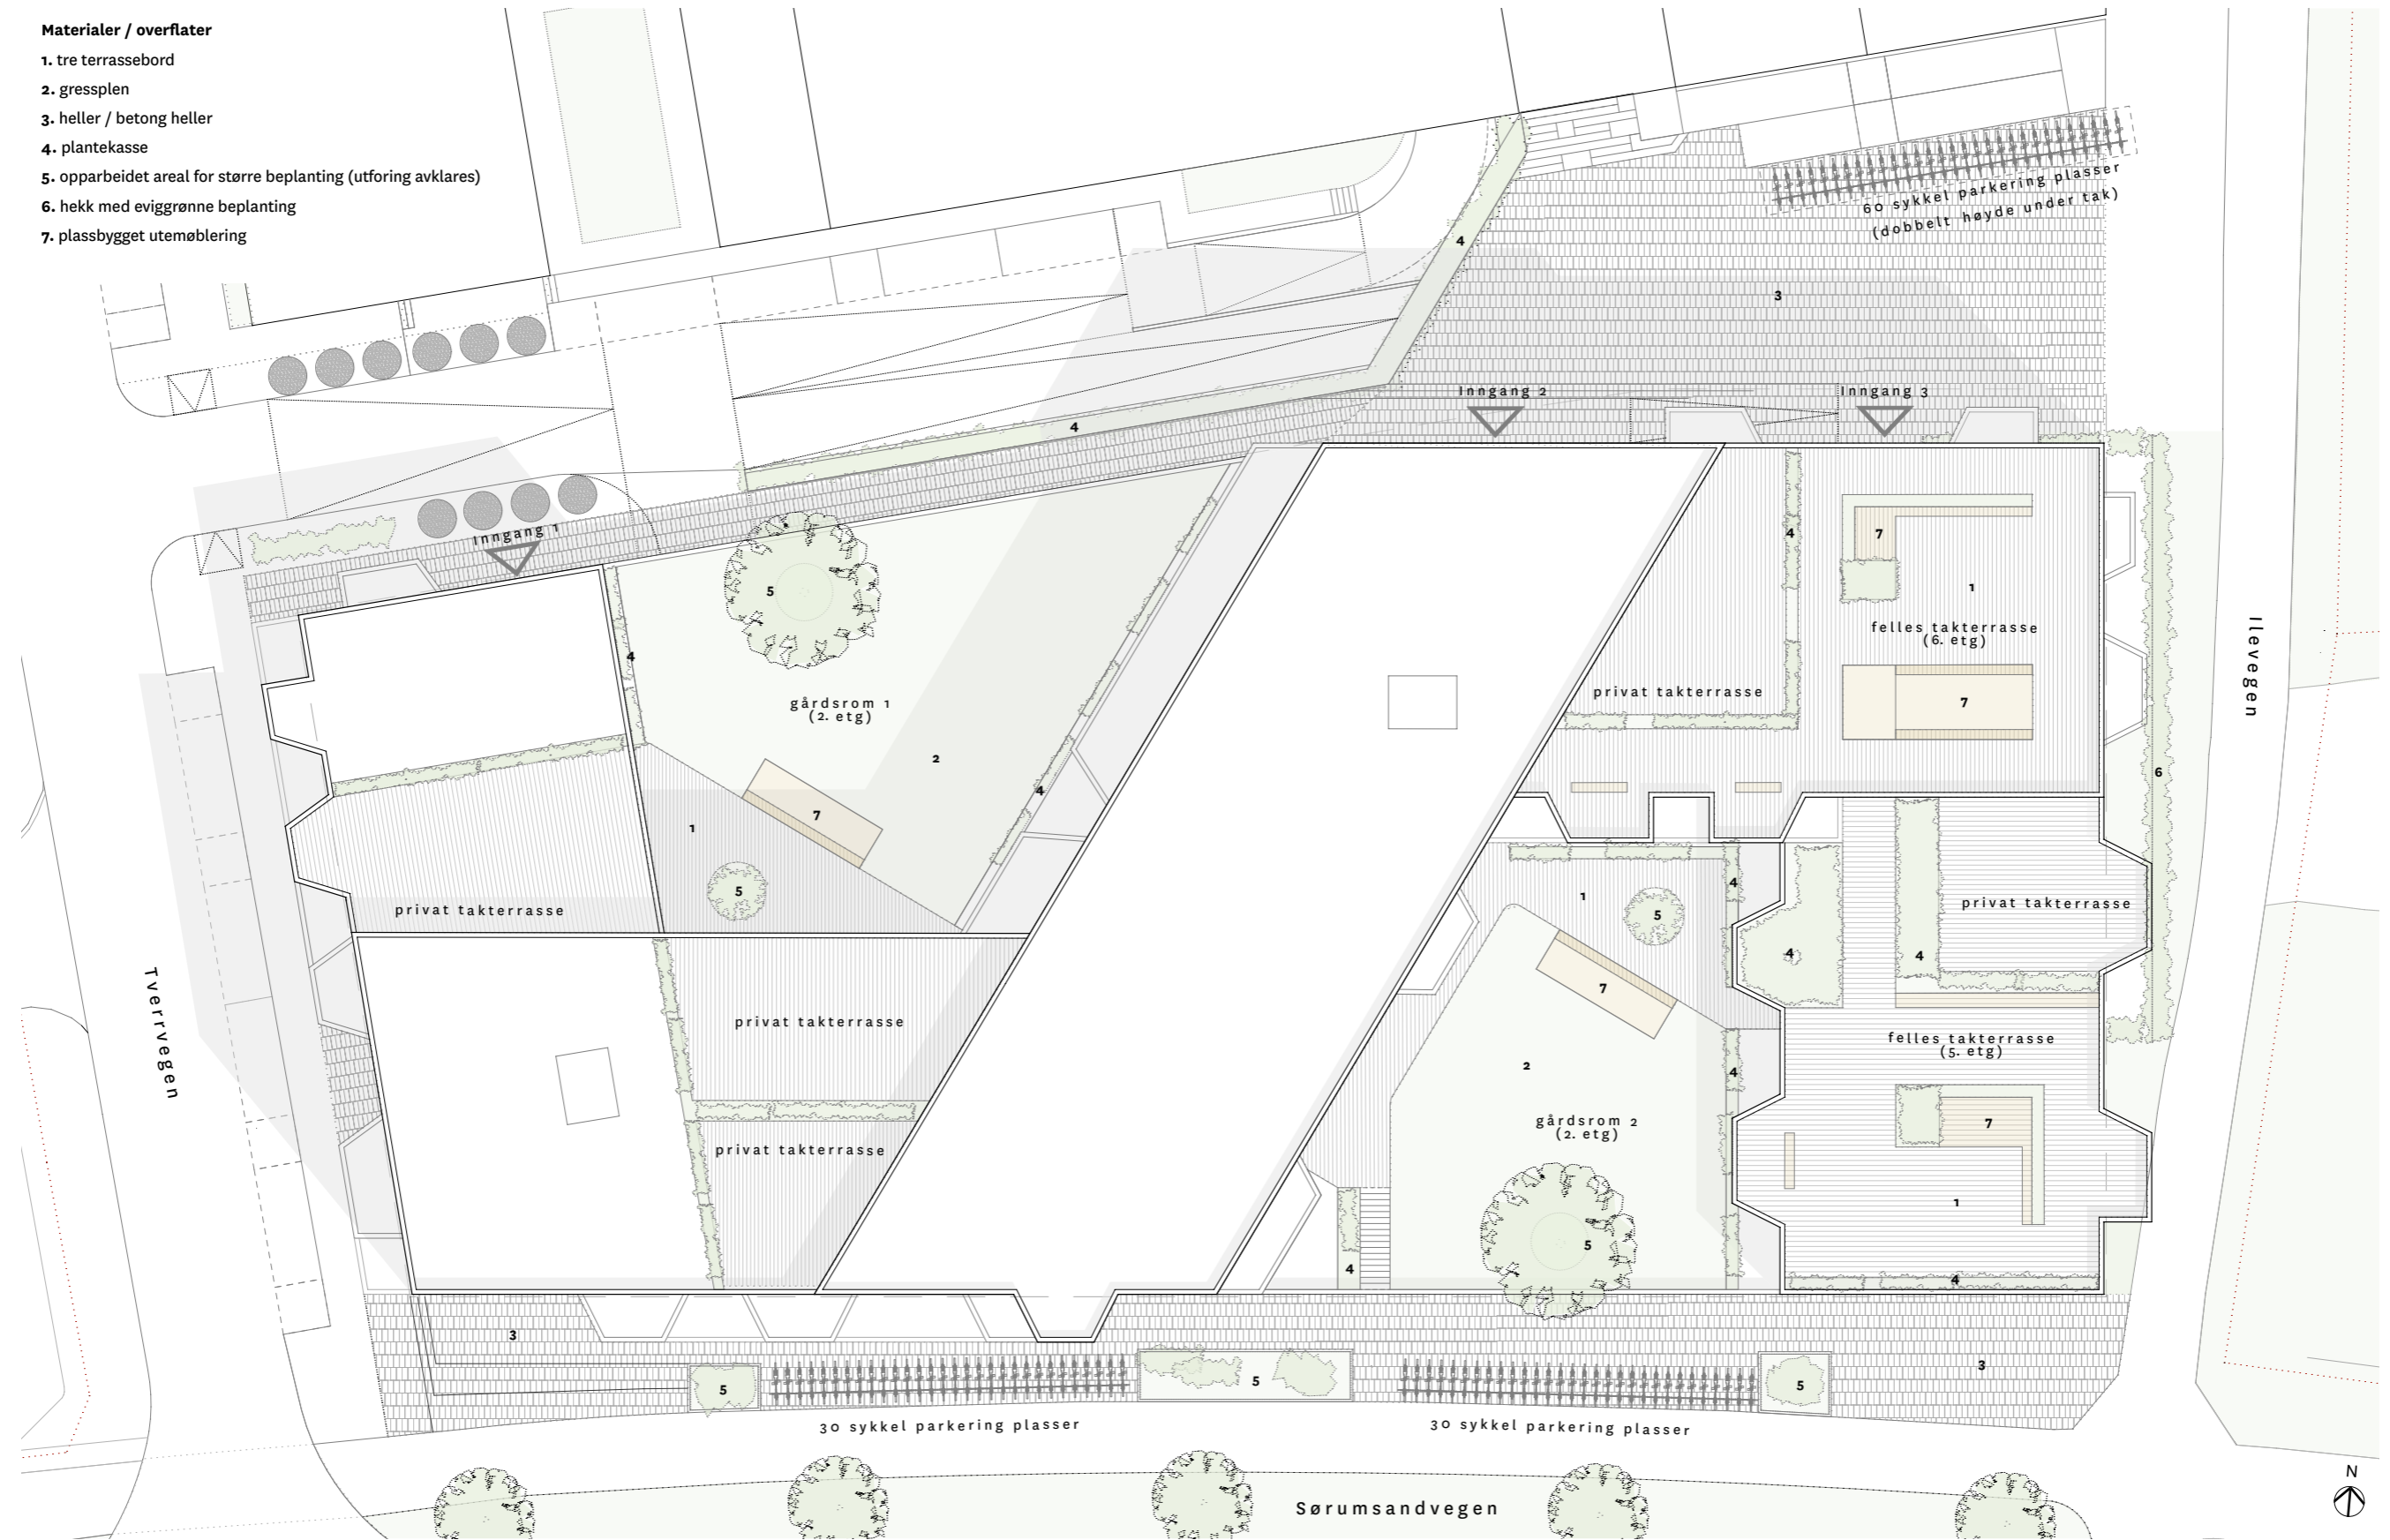 Materialer / overflater
1. tre terrassebord
2. gressplen
3. heller / betong heller
4. plantekasse
5. opparbeidet areal for større beplanting (utforing avklares)
6. hekk med eviggrønne beplanting
7. plassbygget utemøblering
60 sykkel parkering plasser
(dobbelt høyde under tak)
4
3
Inngang 2
Inngang 3
4
Inngang 1
4
7
5
1
felles takterrasse
(6. etg)
4
privat takterrasse
7
gårdsrom 1
(2. etg)
2
Ilevegen
6
4
7
1
5
privat takterrasse
4
1
5
privat takterrasse
4
4
7
Tverrvegen
privat takterrasse
felles takterrasse
(5. etg)
2
4
gårdsrom 2
(2. etg)
7
privat takterrasse
1
5
4
4
3
3
5
5
5
30 sykkel parkering plasser
30 sykkel parkering plasser
Sørumsandvegen
N